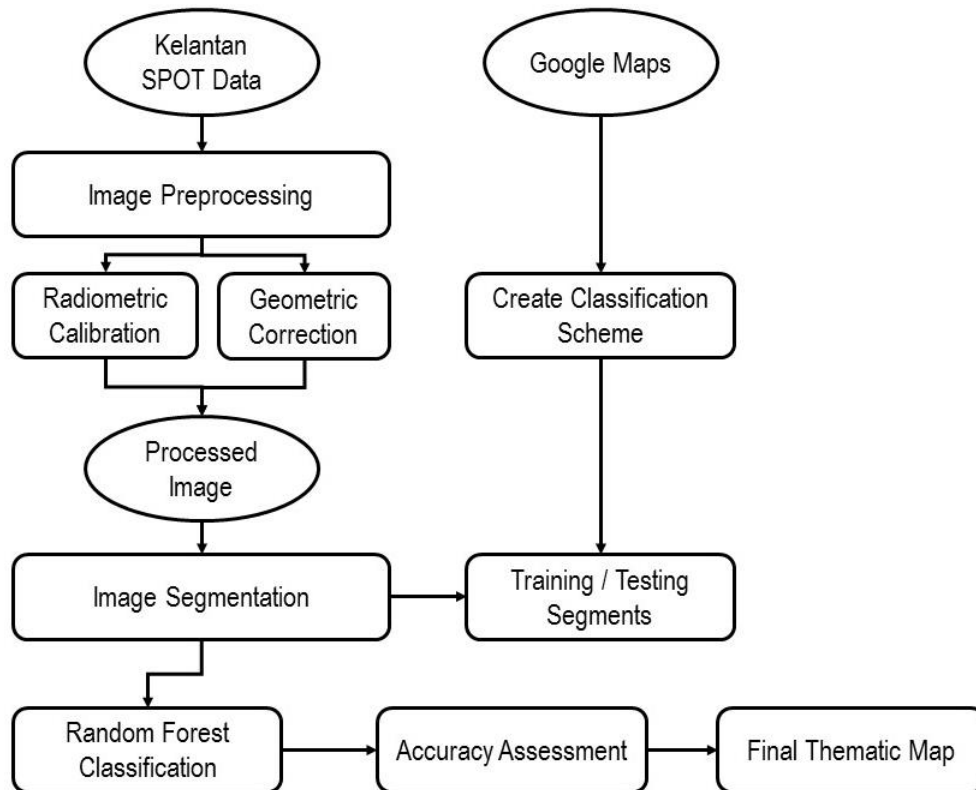 Kelantan
SPOT Data
Google Maps
Image Preprocessing
Radiometric
Calibration
Geometric
Correction
Create Classification
Scheme
Processed
Image
Image Segmentation
Training / Testing
Segments
Random Forest
Classification
Accuracy Assessment
Final Thematic Map